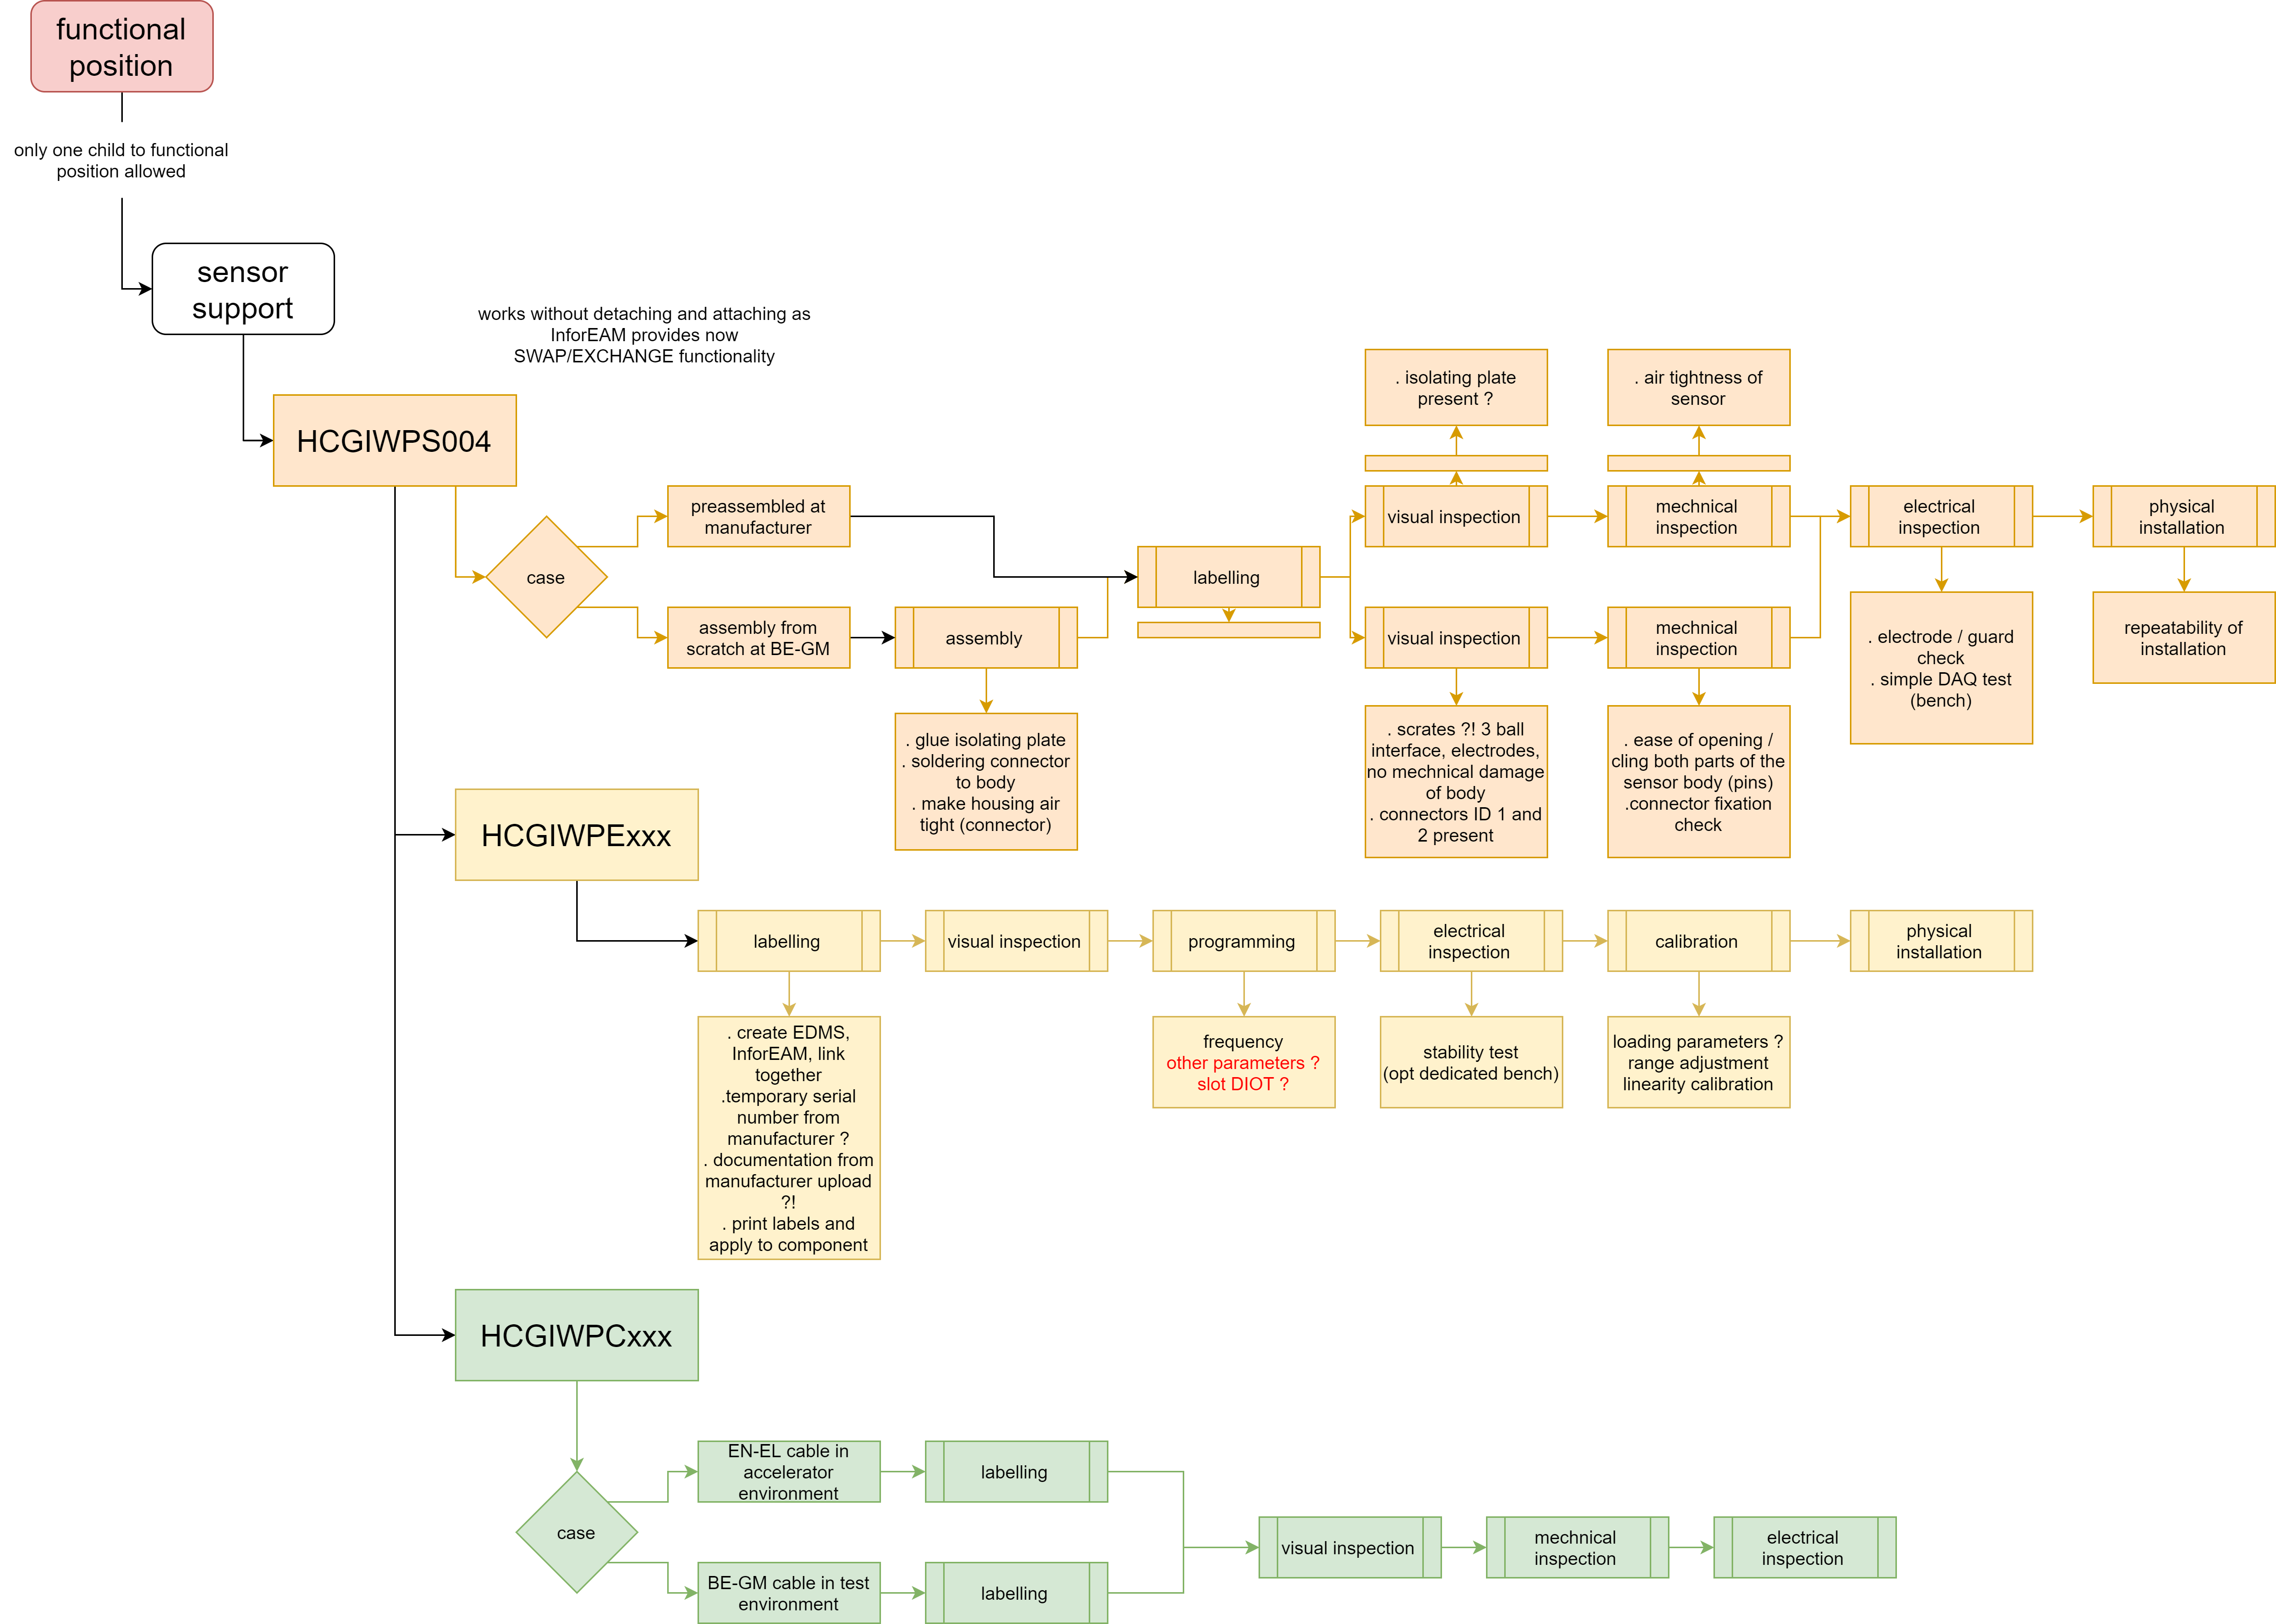 functional
position
only one child to functional
position allowed
sensor
support
works without detaching and attaching as
InforEAM provides now
SWAP/EXCHANGE functionality
HCGIWPS004
case
preassembled at
manufacturer
assembly from
scratch at BE-GM
assembly
. glue isolating plate
. soldering connector
to body
. make housing air
tight (connector)
labelling
. isolating plate
present ?
visual inspection
. air tightness of
sensor
mechnical
inspection
visual inspection
. scrates ?! 3 ball
interface, electrodes,
no mechnical damage
of body
. connectors ID 1 and
2 present
mechnical
inspection
. ease of opening /
cling both parts of the
sensor body (pins)
.connector fixation
check
electrical
inspection
. electrode / guard
check
. simple DAQ test
(bench)
physical
installation
repeatability of
installation
HCGIWPExxx
labelling
. create EDMS,
InforEAM, link
together
.temporary serial
number from
manufacturer ?
. documentation from
manufacturer upload
?!
. print labels and
apply to component
visual inspection
programming
frequency
other parameters ?
slot DIOT ?
electrical
inspection
stability test
(opt dedicated bench)
calibration
loading parameters ?
range adjustment
linearity calibration
physical
installation
HCGIWPCxxx
case
EN-EL cable in
accelerator
environment
labelling
BE-GM cable in test
environment
labelling
visual inspection
mechnical
inspection
electrical
inspection